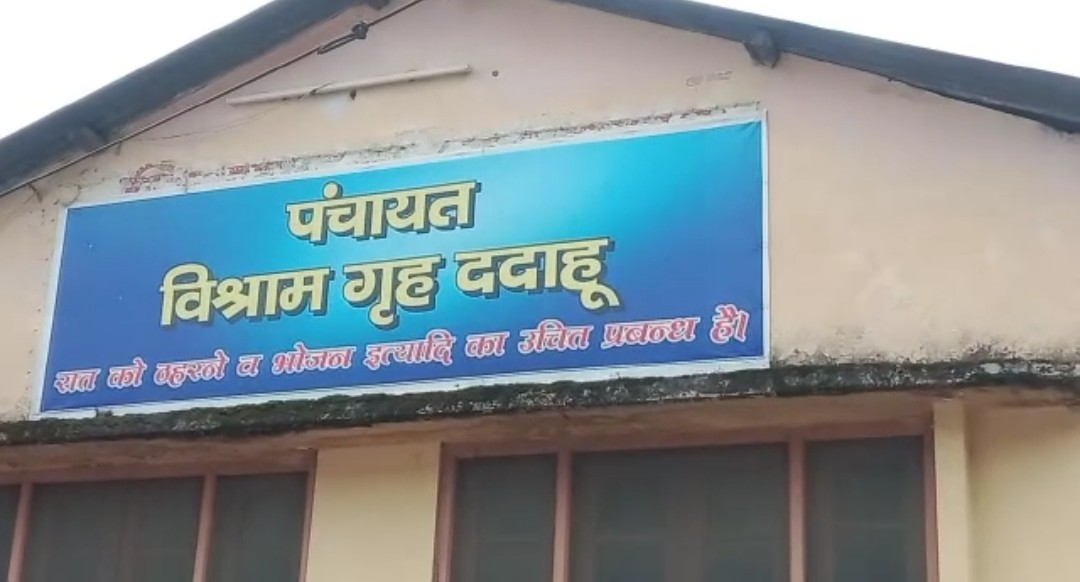 पंचायत
विश्राम गृह ददाहू
रात को ठहरने व भोजन इत्यादि का उचित प्रबन्ध है।